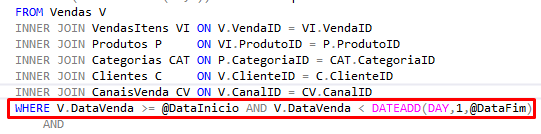 FROM Vendas V
INNER JOIN VendasItens VI ON V.VendaID = VI.VendaID
INNER JOIN Produtos P     ON VI.ProdutoID = P.ProdutoID
INNER JOIN Categorias CAT ON P.CategoriaID = CAT.CategoriaID
INNER JOIN Clientes C     ON V.ClienteID = C.ClienteID
INNER JOIN CanaisVenda CV ON V.CanalID = CV.CanalID
WHERE V.DataVenda >= @DataInicio AND V.DataVenda < DATEADD(DAY,1,@DataFim)
    AND